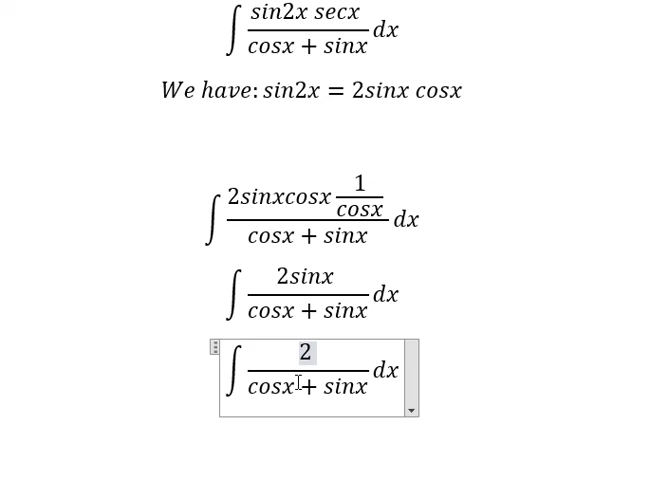 ∫ sin2x secx / cosx + sinx dx
We have: sin2x = 2sinx cosx
∫ 2sinxcosx 1/cosx / cosx + sinx dx
∫ 2sinx / cosx + sinx dx
∫ 2 / cosx + sinx dx